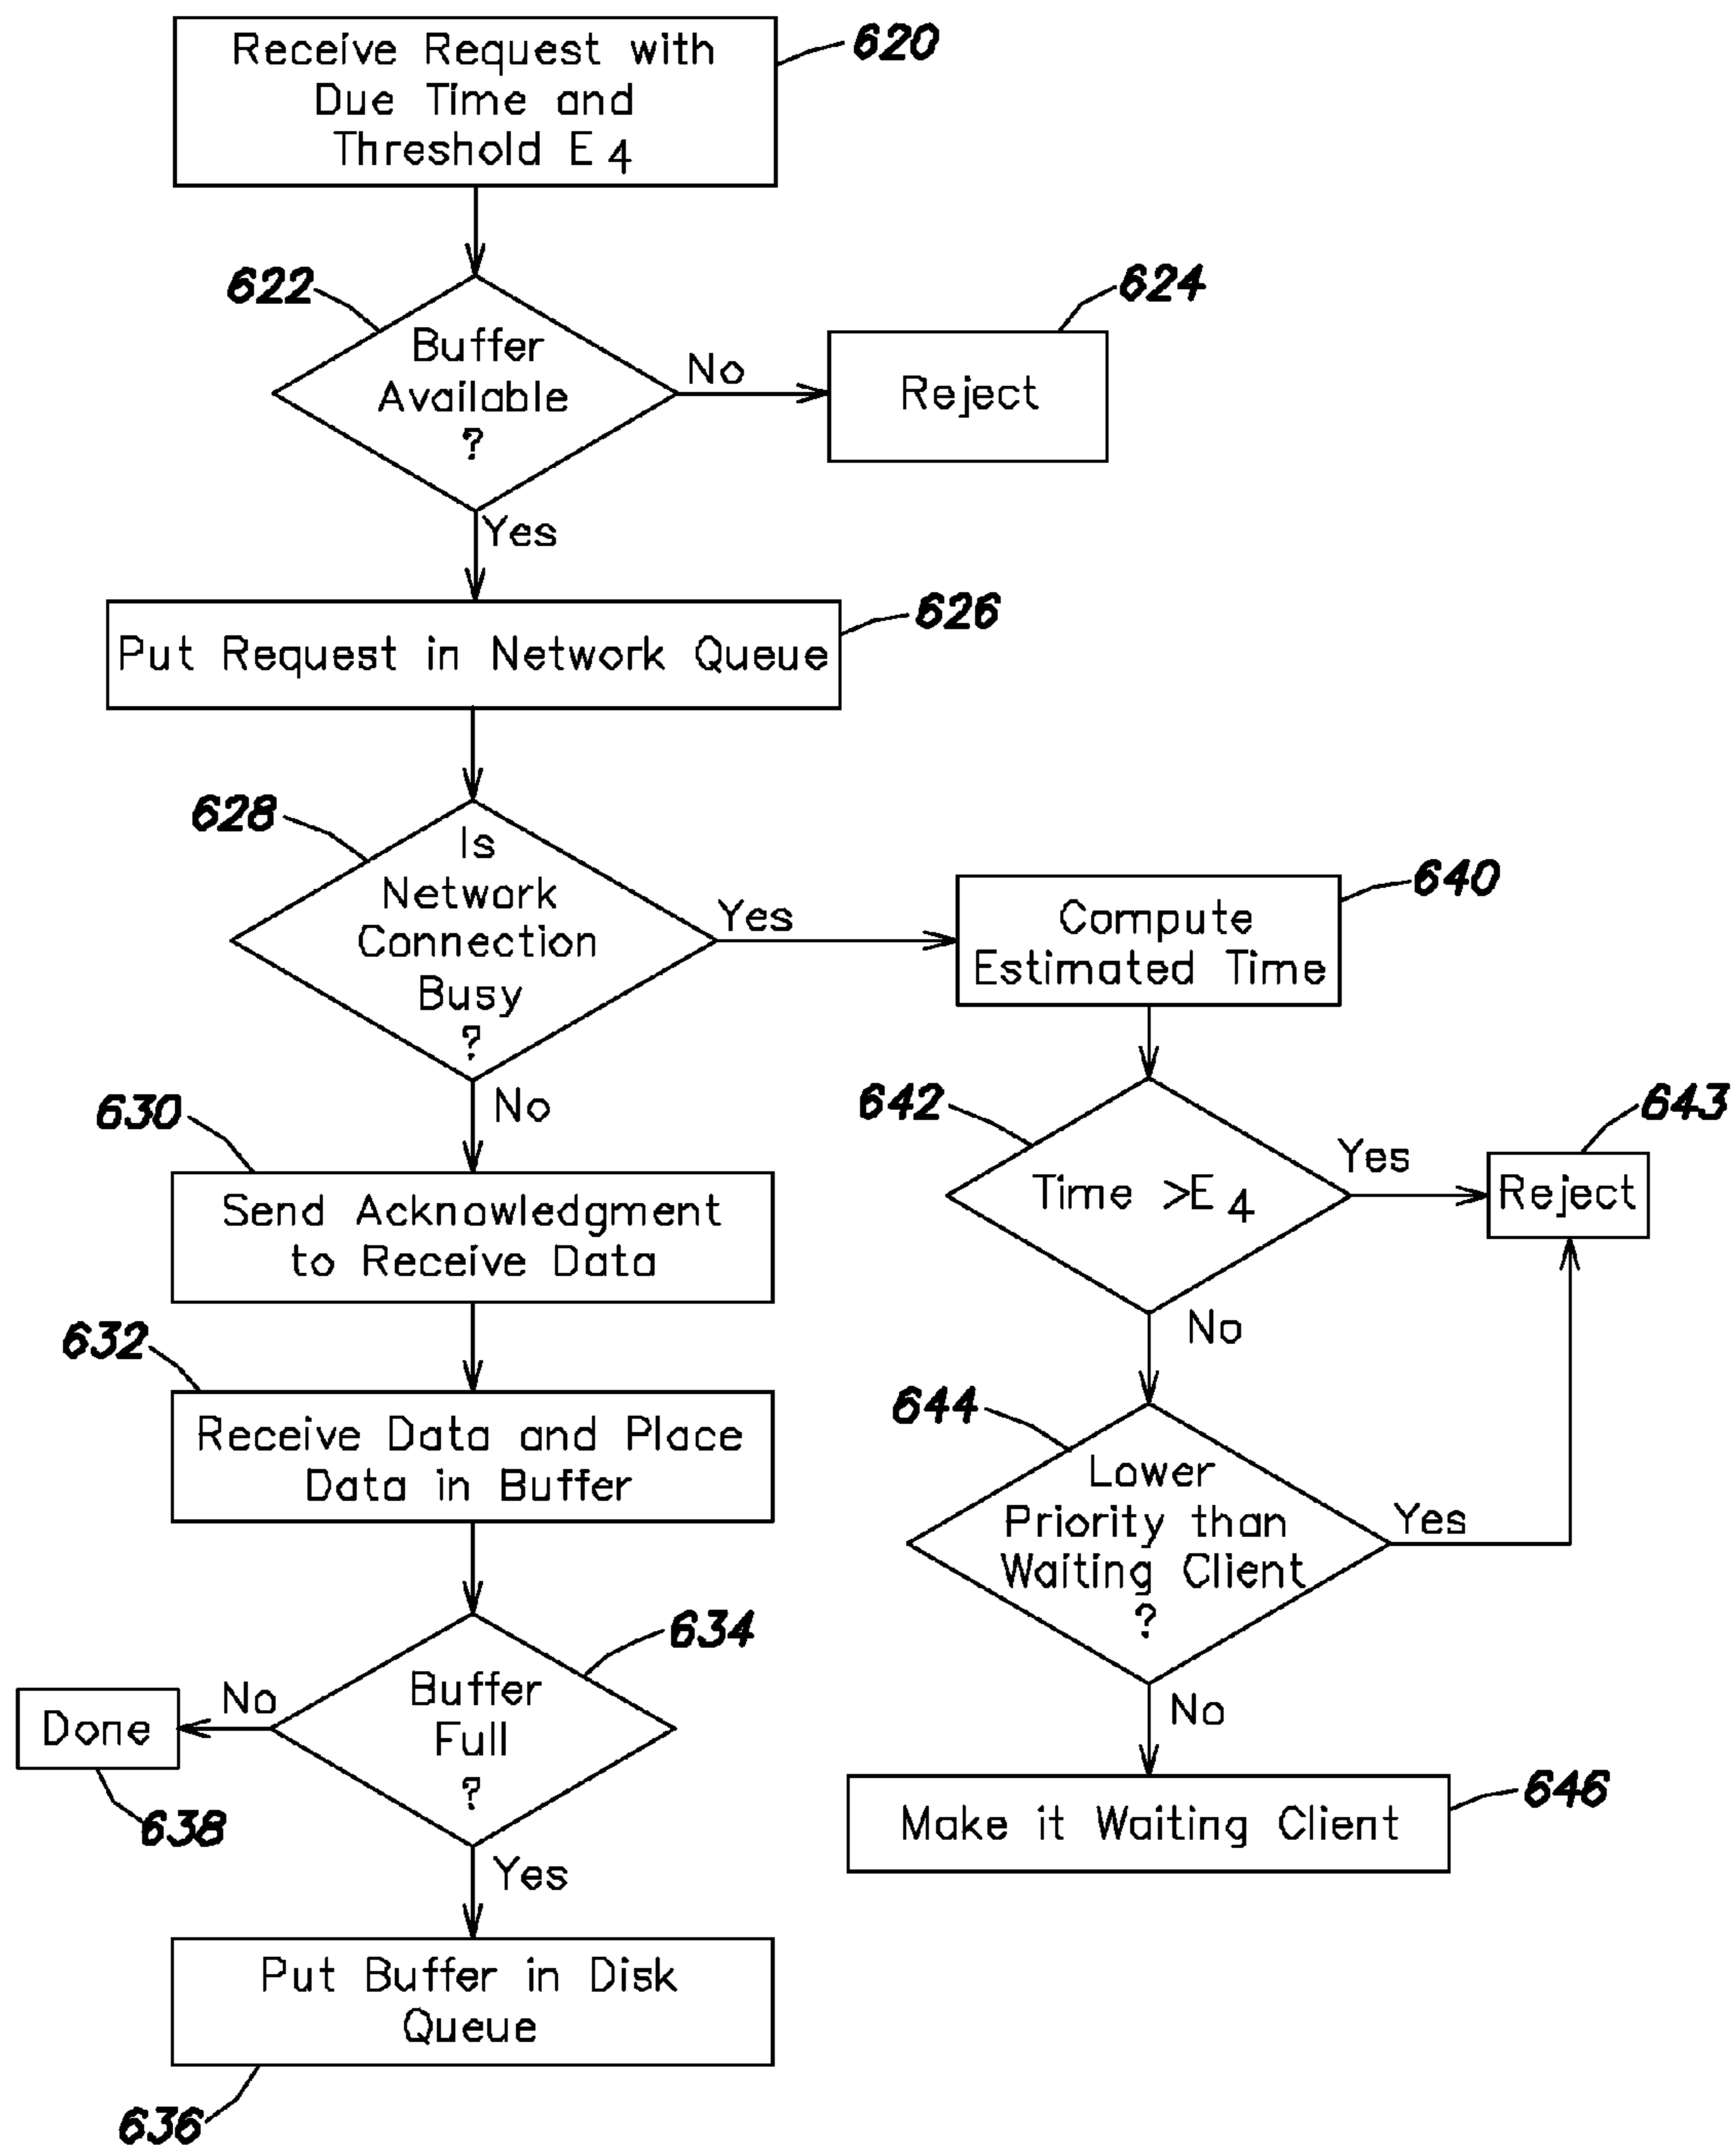 Receive Request with
Due Time and
Threshold E4
620
622
Buffer
Available
?
No
624
Reject
Yes
Put Request in Network Queue
626
628
Is
Network
Connection
Busy
?
Yes
640
Compute
Estimated Time
No
630
Send Acknowledgment
to Receive Data
642
Time >E4
Yes
643
Reject
No
632
Receive Data and Place
Data in Buffer
644
Lower
Priority than
Waiting Client
?
Yes
No
634
Buffer
Full
?
No
Done
638
646
Make it Waiting Client
Yes
Put Buffer in Disk
Queue
636